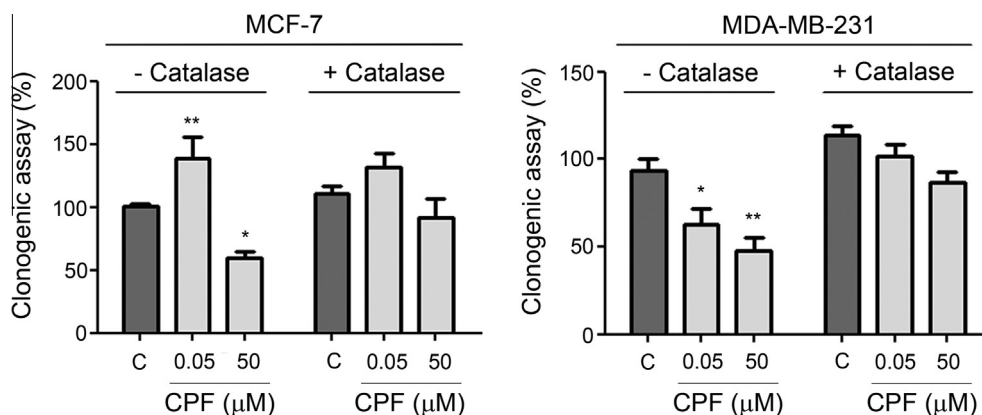 MCF-7
- Catalase + Catalase
Clonogenic assay (%)
200
150
100
50
0
**
*
C 0.05 50 C 0.05 50
CPF (µM) CPF (µM)
MDA-MB-231
- Catalase + Catalase
Clonogenic assay (%)
150
100
50
0
*
**
C 0.05 50 C 0.05 50
CPF (µM) CPF (µM)